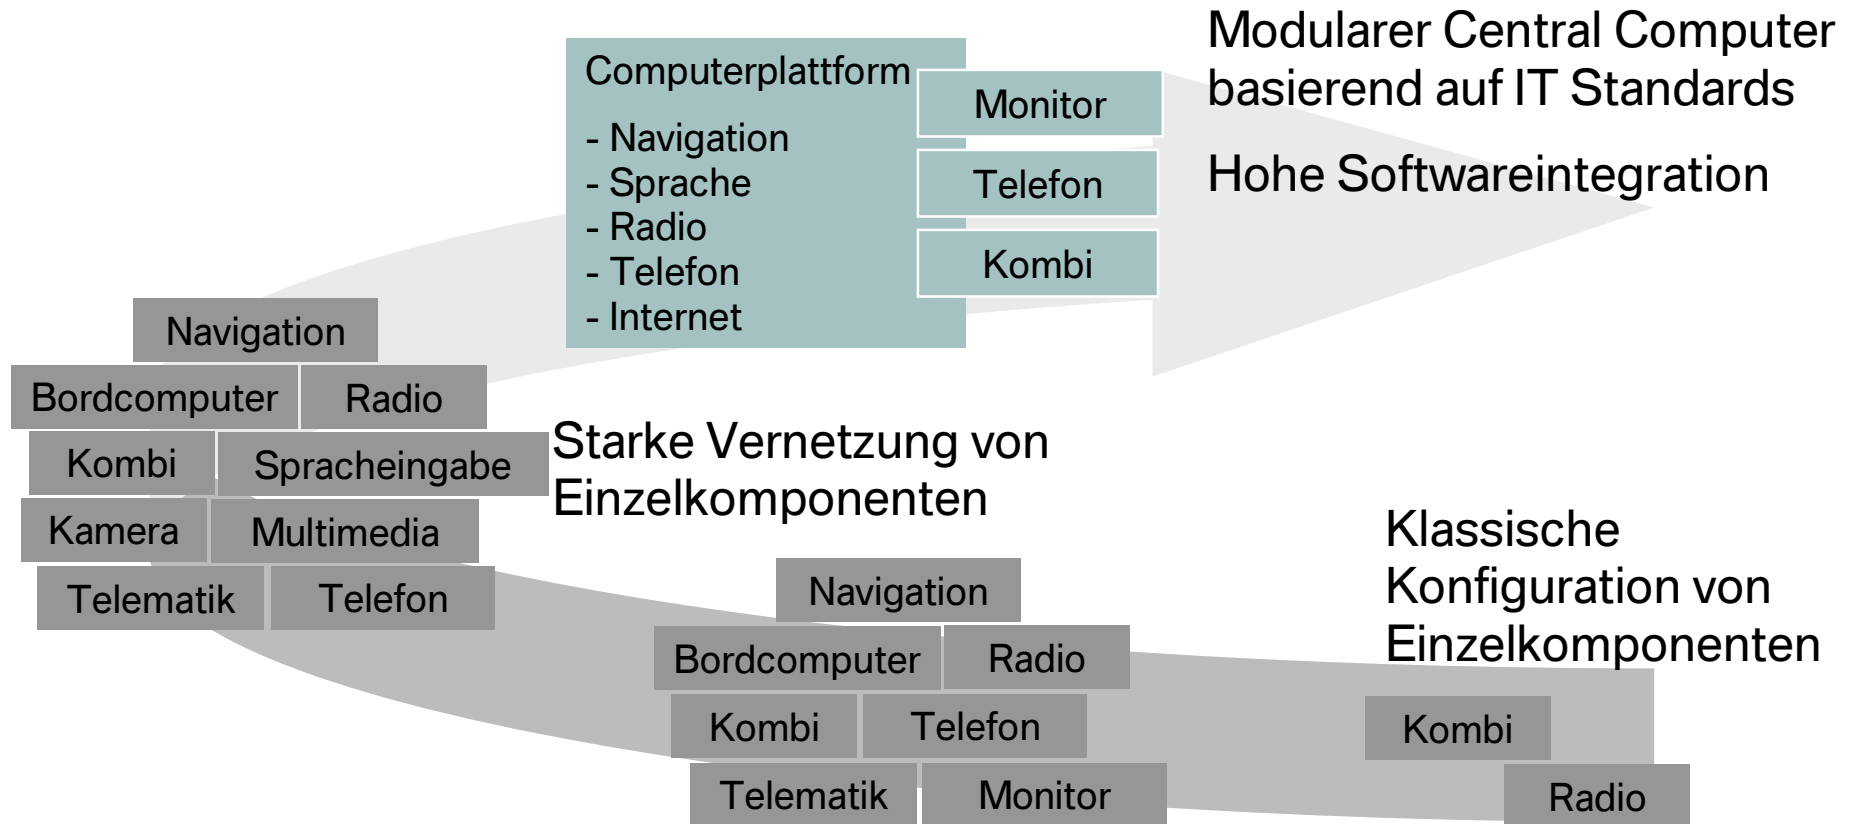 Modularer Central Computer
basierend auf IT Standards
Hohe Softwareintegration
Computerplattform
- Navigation
- Sprache
- Radio
- Telefon
- Internet
Monitor
Telefon
Kombi
Navigation
Bordcomputer
Radio
Kombi
Spracheingabe
Kamera
Multimedia
Telematik
Telefon
Starke Vernetzung von
Einzelkomponenten
Navigation
Bordcomputer
Radio
Kombi
Telefon
Telematik
Monitor
Klassische
Konfiguration von
Einzelkomponenten
Kombi
Radio